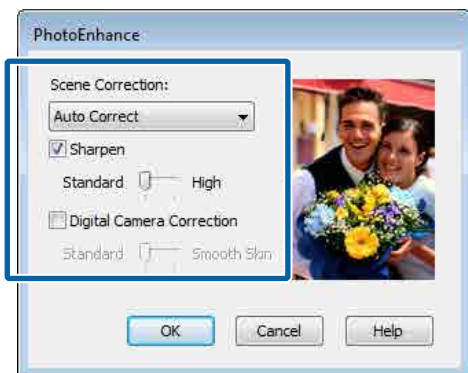 PhotoEnhance
Scene Correction:
Auto Correct
Sharpen
Standard High
Digital Camera Correction
Standard Smooth Skin
OK Cancel Help